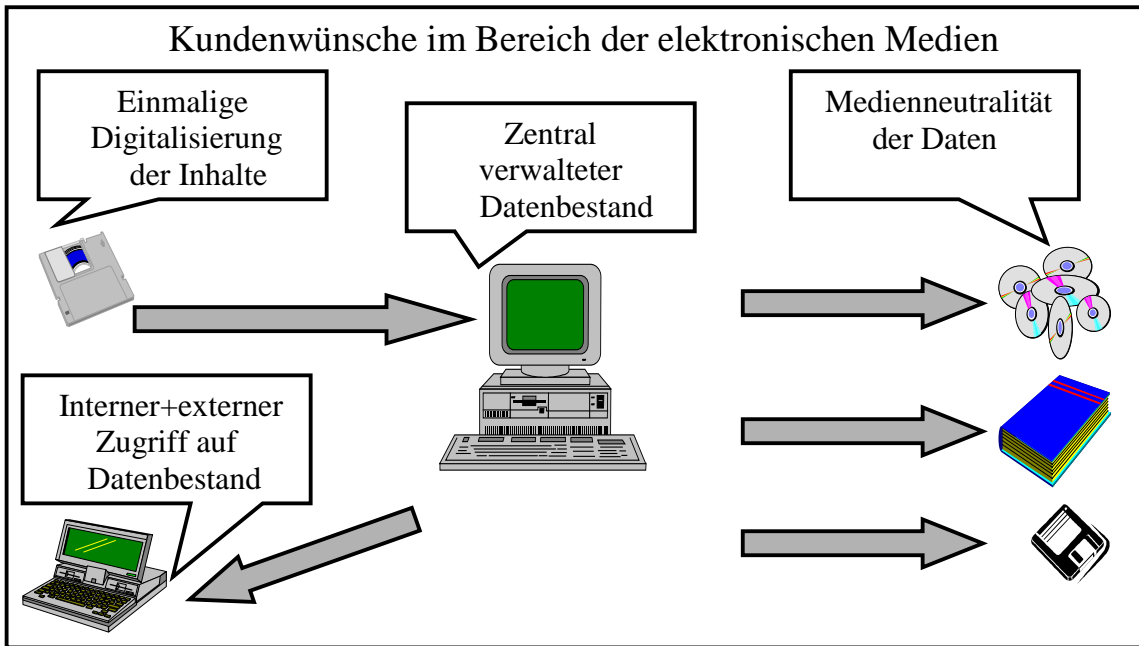 Kundenwünsche im Bereich der elektronischen Medien
Einmalige
Digitalisierung
der Inhalte
Zentral
verwalteter
Datenbestand
Medienneutralität
der Daten
Interner+externer
Zugriff auf
Datenbestand